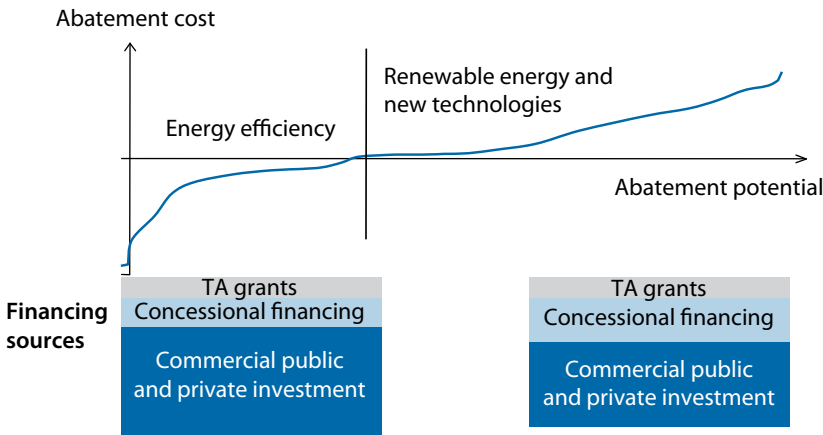 Abatement cost
Renewable energy and
new technologies
Energy efficiency
Abatement potential
Financing
sources
TA grants
Concessional financing
Commercial public
and private investment
TA grants
Concessional financing
Commercial public
and private investment